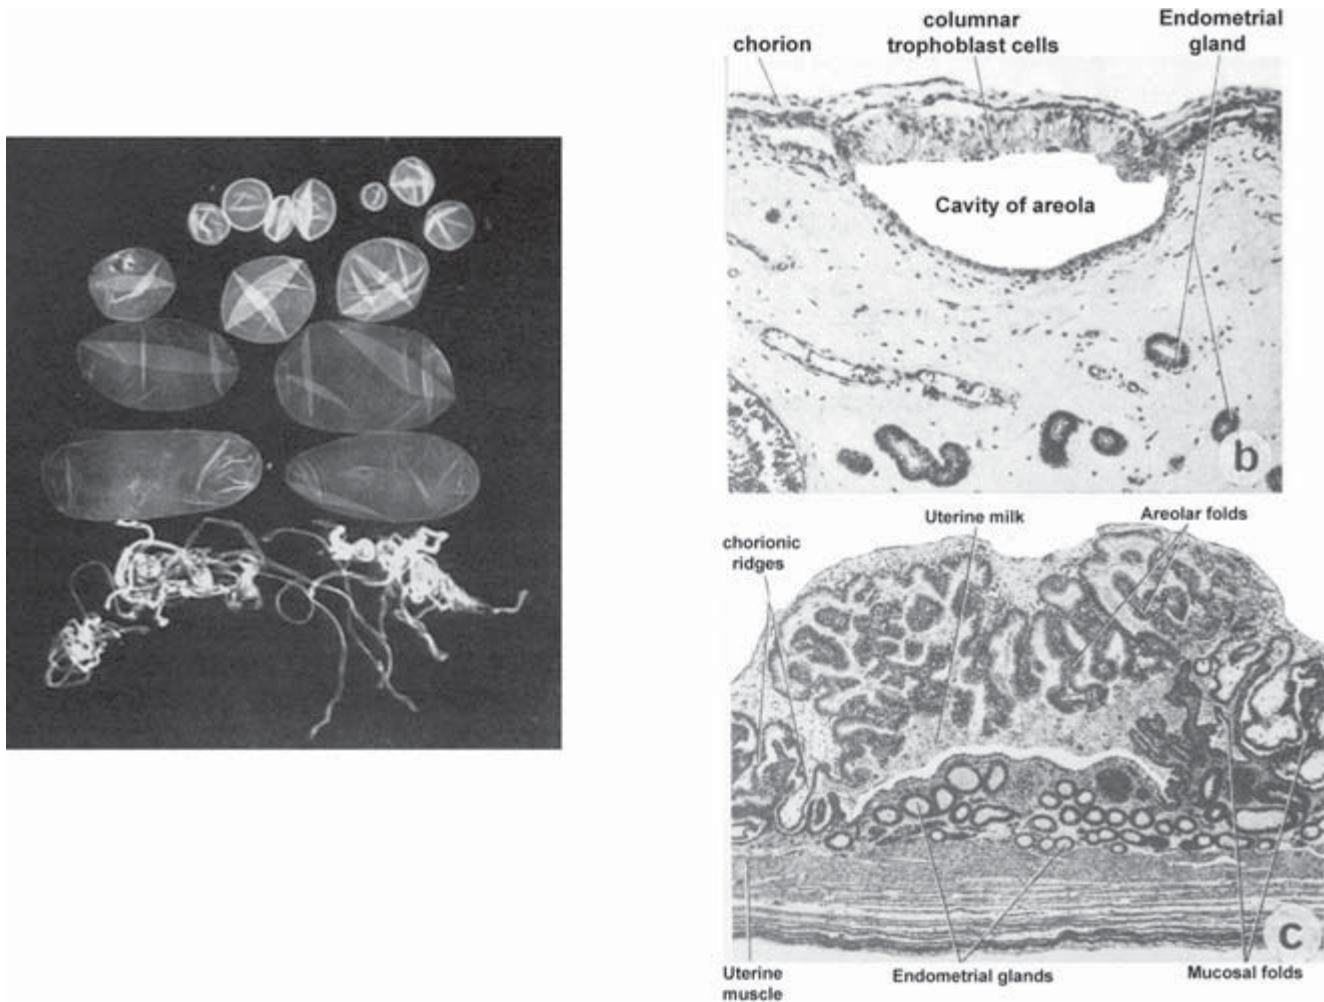 chorion
columnar
trophoblast cells
Endometrial
gland
Cavity of areola
b
Uterine milk
Areolar folds
chorionic
ridges
c
Uterine
muscle
Endometrial glands
Mucosal folds